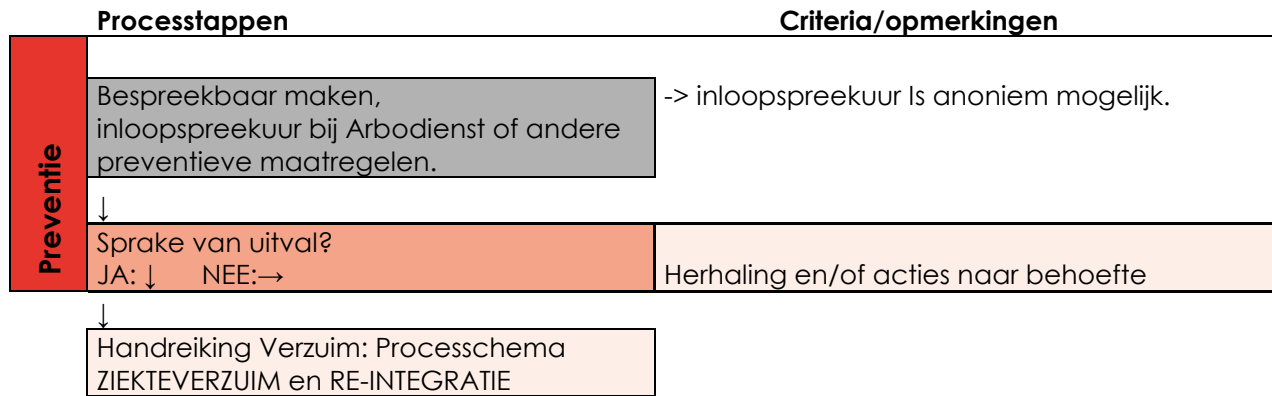 Processtappen Criteria/opmerkingen
Preventie
Bespreekbaar maken, -> inloopspreekuur Is anoniem mogelijk.
inloopspreekuur bij Arbodienst of andere
preventieve maatregelen.
↓
Sprake van uitval?
JA: ↓ NEE:→ Herhaling en/of acties naar behoefte
↓
Handreiking Verzuim: Processchema
ZIEKTEVERZUIM en RE-INTEGRATIE